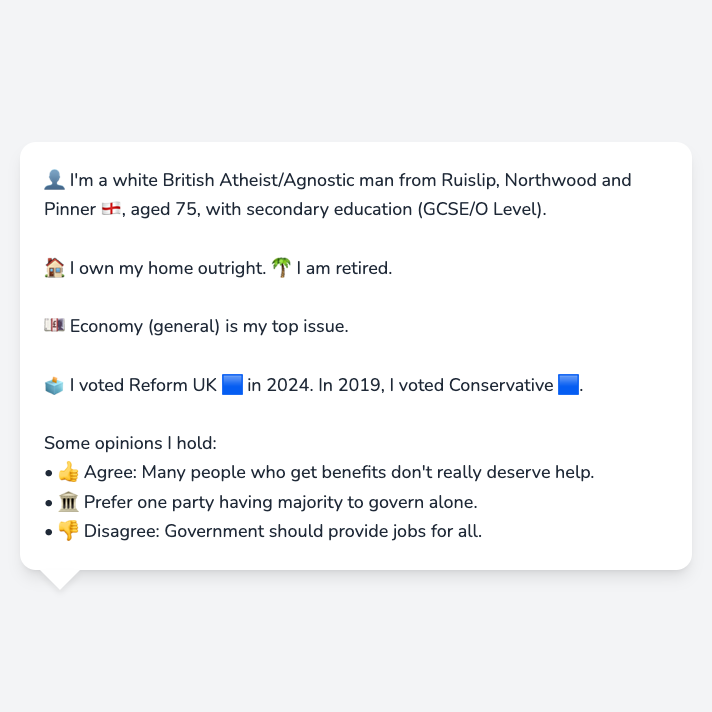 👤 I'm a white British Atheist/Agnostic man from Ruislip, Northwood and
Pinner 🏴󠁧󠁢󠁥󠁮󠁧󠁿, aged 75, with secondary education (GCSE/O Level).
🏠 I own my home outright. 🌴 I am retired.
💷 Economy (general) is my top issue.
🗳️ I voted Reform UK 🟦 in 2024. In 2019, I voted Conservative 🟦.
Some opinions I hold:
• 👍 Agree: Many people who get benefits don't really deserve help.
• 🏛️ Prefer one party having majority to govern alone.
• 👎 Disagree: Government should provide jobs for all.